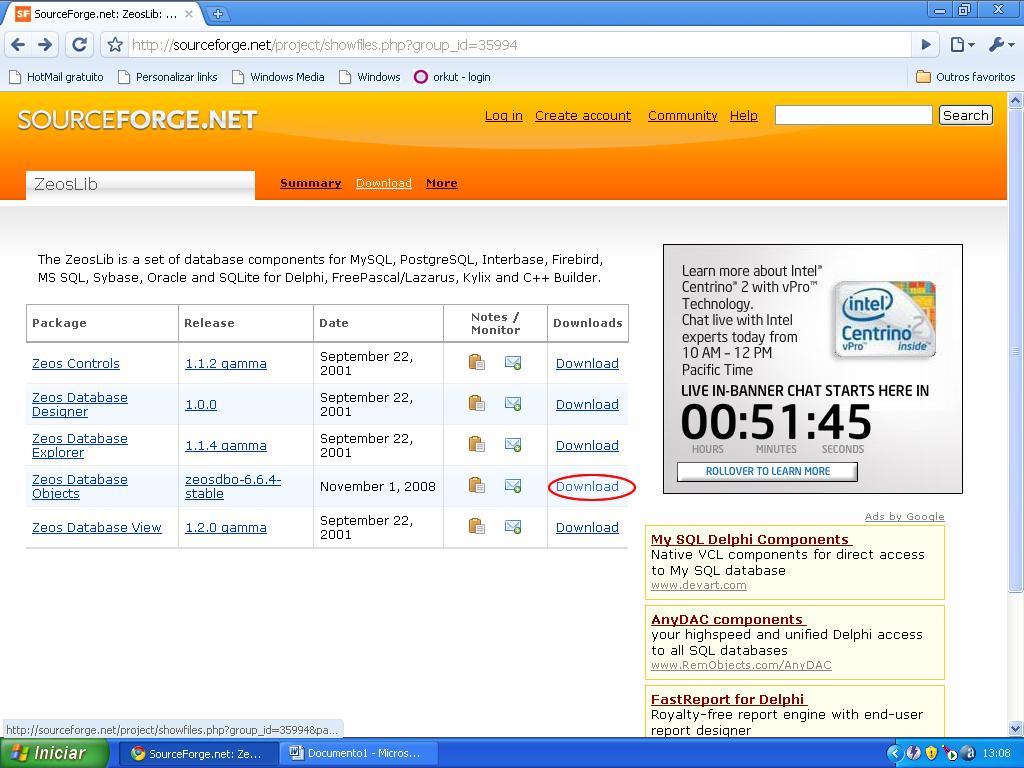 SourceForge.net: ZeosLib: ...
http://sourceforge.net/project/showfiles.php?group_id=35994
HotMail gratuito Personalizar links Windows Media Windows orkut - login Outros favoritos
SOURCEFORGE.NET
Log in Create account Community Help Search
ZeosLib
Summary Download More
The ZeosLib is a set of database components for MySQL, PostgreSQL, Interbase, Firebird,
MS SQL, Sybase, Oracle and SQLite for Delphi, FreePascal/Lazarus, Kylix and C++ Builder.
Package Release Date Notes / Monitor Downloads
Zeos Controls 1.1.2 gamma September 22, 2001 Download
Zeos Database Designer 1.0.0 September 22, 2001 Download
Zeos Database Explorer 1.1.4 gamma September 22, 2001 Download
Zeos Database Objects zeosdbo-6.6.4-stable November 1, 2008 Download
Zeos Database View 1.2.0 gamma September 22, 2001 Download
Learn more about Intel®
Centrino® 2 with vPro™
Technology.
Chat live with Intel
experts today from
10 AM – 12 PM
Pacific Time
intel
Centrino 2
vPro™ inside™
LIVE IN-BANNER CHAT STARTS HERE IN
00:51:45
HOURS MINUTES SECONDS
ROLLOVER TO LEARN MORE
Ads by Google
My SQL Delphi Components
Native VCL components for direct access
to My SQL database
www.devart.com
AnyDAC components
your highspeed and unified Delphi access
to all SQL databases
www.RemObjects.com/AnyDAC
FastReport for Delphi
Royalty-free report engine with end-user
report designer
http://sourceforge.net/project/showfiles.php?group_id=35994&pa...
Iniciar SourceForge.net: Ze... Documento1 - Micros... 13:08